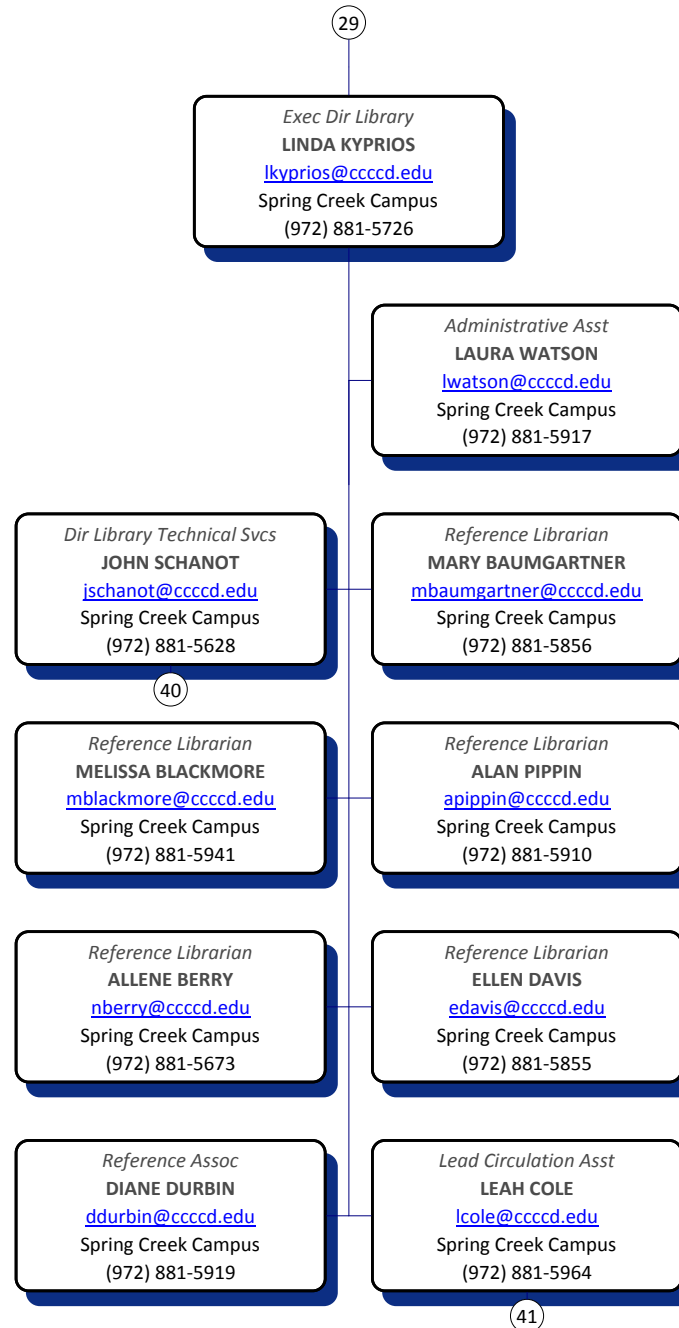 29
Exec Dir Library
LINDA KYPRIOS
lkyprios@ccccd.edu
Spring Creek Campus
(972) 881-5726
Administrative Asst
LAURA WATSON
lwatson@ccccd.edu
Spring Creek Campus
(972) 881-5917
Dir Library Technical Svcs
JOHN SCHANOT
jschanot@ccccd.edu
Spring Creek Campus
(972) 881-5628
40
Reference Librarian
MARY BAUMGARTNER
mbaumgartner@ccccd.edu
Spring Creek Campus
(972) 881-5856
Reference Librarian
MELISSA BLACKMORE
mblackmore@ccccd.edu
Spring Creek Campus
(972) 881-5941
Reference Librarian
ALAN PIPPIN
apippin@ccccd.edu
Spring Creek Campus
(972) 881-5910
Reference Librarian
ALLENE BERRY
nberry@ccccd.edu
Spring Creek Campus
(972) 881-5673
Reference Librarian
ELLEN DAVIS
edavis@ccccd.edu
Spring Creek Campus
(972) 881-5855
Reference Assoc
DIANE DURBIN
ddurbin@ccccd.edu
Spring Creek Campus
(972) 881-5919
Lead Circulation Asst
LEAH COLE
lcole@ccccd.edu
Spring Creek Campus
(972) 881-5964
41